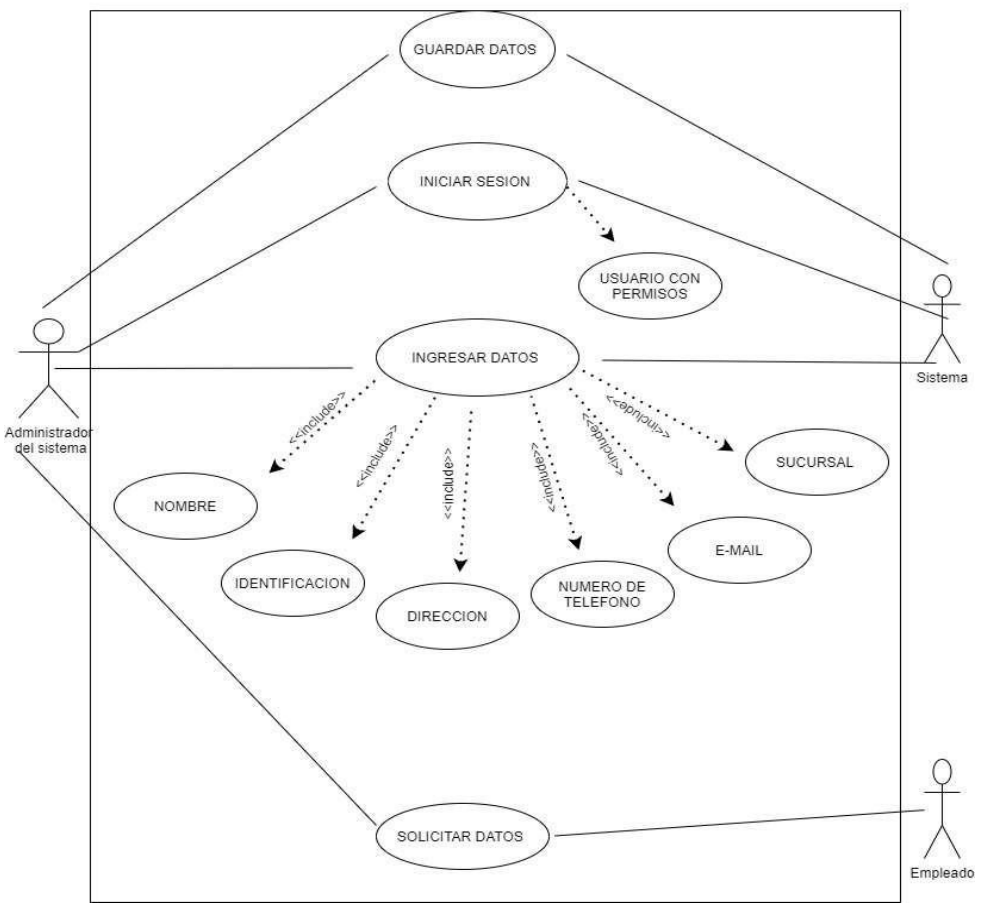 GUARDAR DATOS
INICIAR SESION
USUARIO CON
PERMISOS
INGRESAR DATOS
Sistema
Administrador
del sistema
<<include>>
<<include>>
<<include>>
<<include>>
<<include>>
<<include>>
SUCURSAL
NOMBRE
E-MAIL
IDENTIFICACION
NUMERO DE
TELEFONO
DIRECCION
SOLICITAR DATOS
Empleado